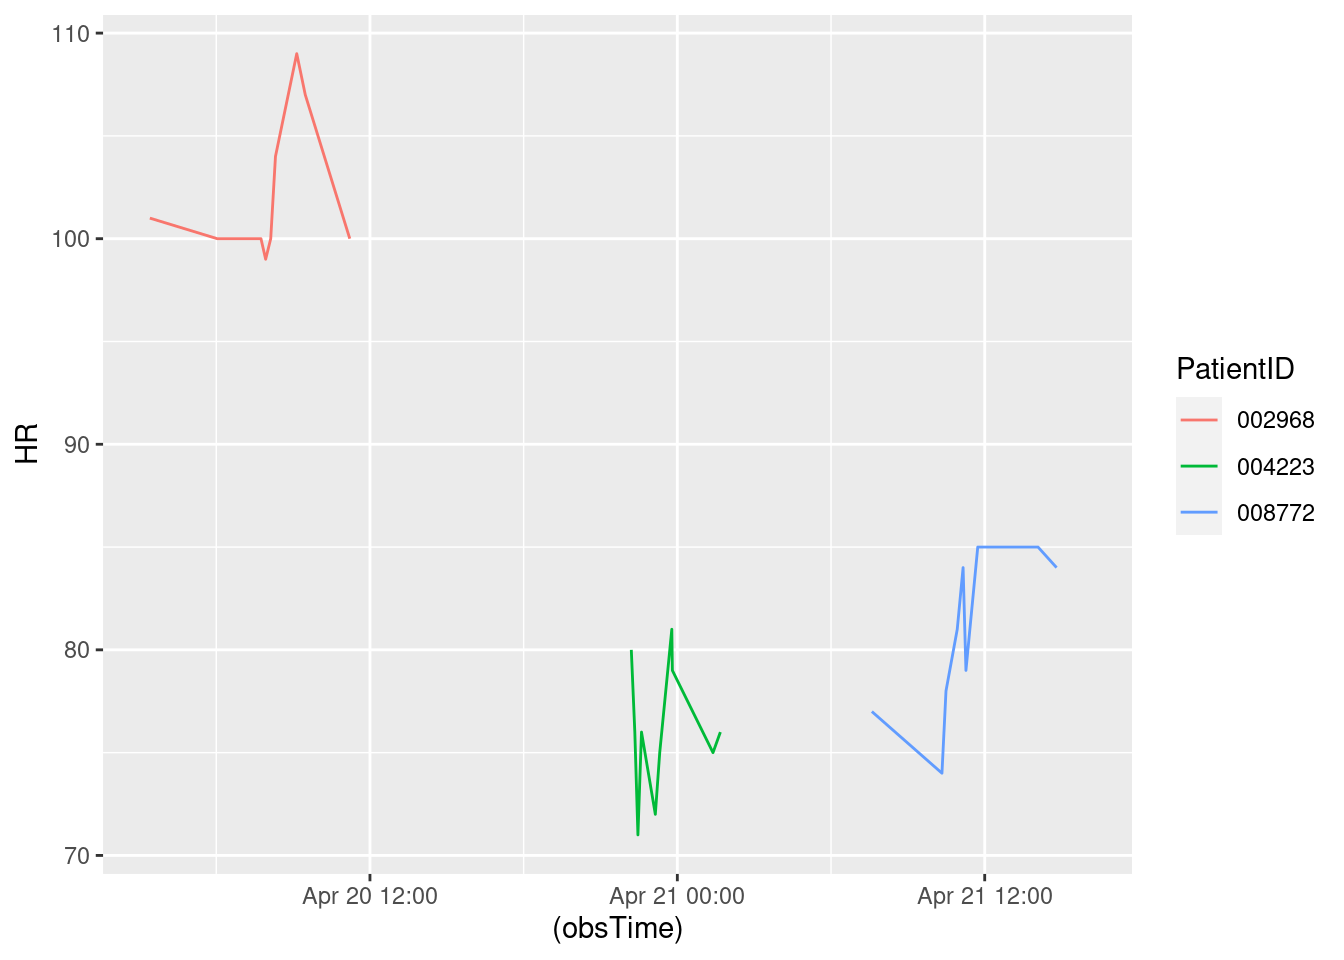 110
100
90
80
70
HR
Apr 20 12:00
Apr 21 00:00
Apr 21 12:00
(obsTime)
PatientID
002968
004223
008772